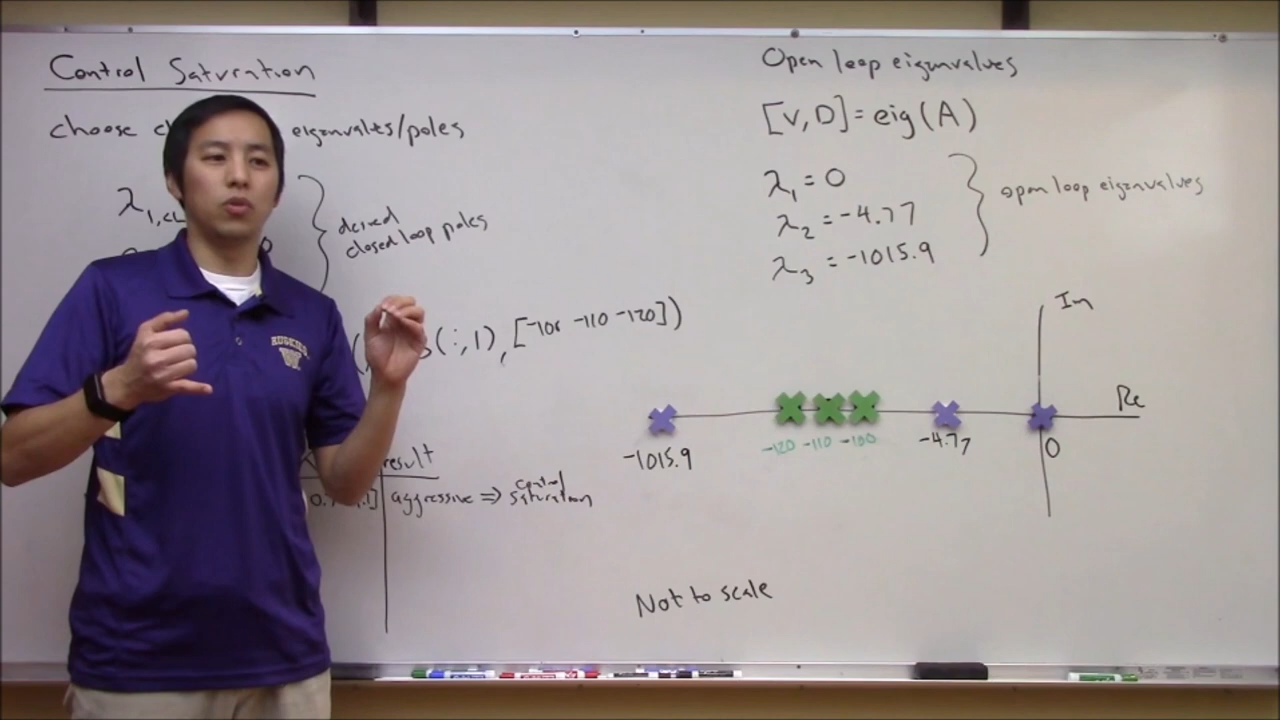 Control Saturation
choose eigenvalues/poles
λ1,CL
desired
closed loop poles
(:,1), [-100 -110 -120])
result
aggressive ⇒ control
saturation
Open loop eigenvalues
[V,D]=eig(A)
λ1 = 0
λ2 = -4.77
λ3 = -1015.9
open loop eigenvalues
Im
Re
-1015.9
-120 -110 -100
-4.77
0
Not to scale
HUSKIES
W